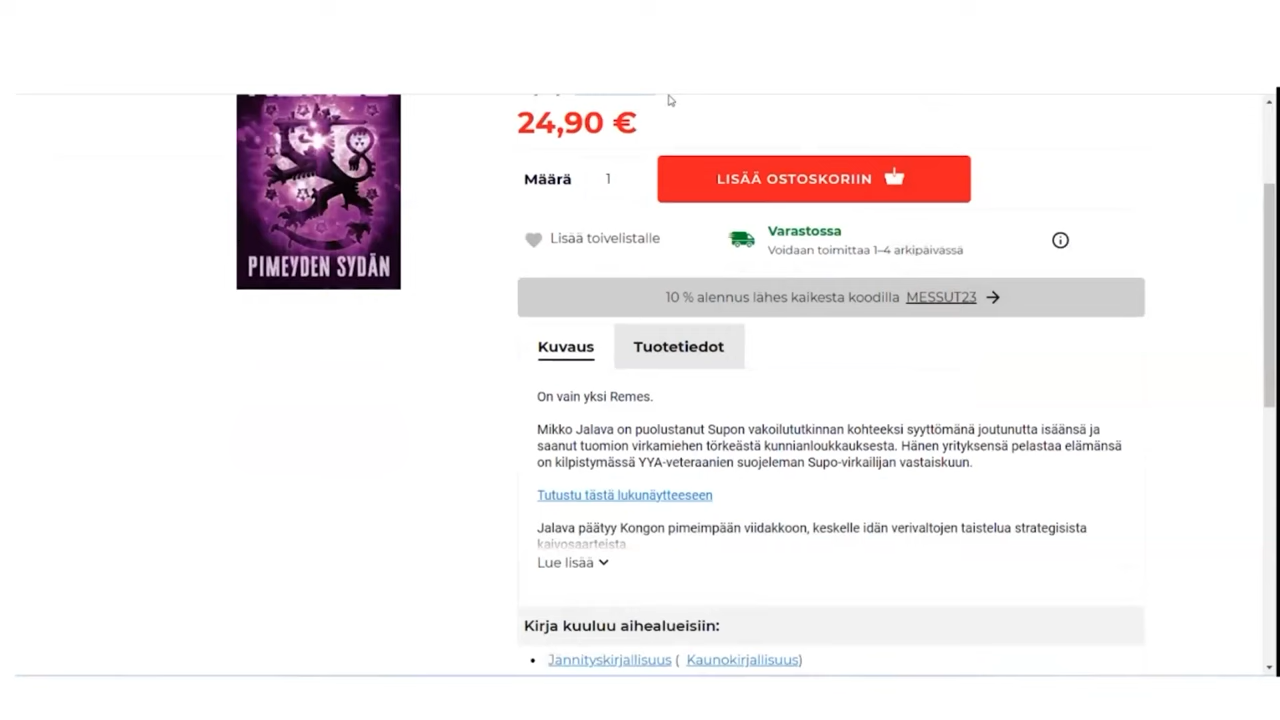 24,90 €
Määrä 1 LISÄÄ OSTOSKORIIN
Lisää toivelistalle
Varastossa
Voidaan toimittaa 1–4 arkipäivässä
PIMEYDEN SYDÄN
10 % alennus lähes kaikesta koodilla MESSUT23
Kuvaus Tuotetiedot
On vain yksi Remes.
Mikko Jalava on puolustanut Supon vakoilututkinnan kohteeksi syyttömänä joutunutta isäänsä ja
saanut tuomion virkamiehen törkeästä kunnianloukkauksesta. Hänen yrityksensä pelastaa elämänsä
on kilpistymässä YYA-veteraanien suojeleman Supo-virkailijan vastaiskuun.
Tutustu tästä lukunäytteeseen
Jalava päätyy Kongon pimeimpään viidakkoon, keskelle idän verivaltojen taistelua strategisista
kaivosaarteista
Lue lisää
Kirja kuuluu aihealueisiin:
• Jännityskirjallisuus ( Kaunokirjallisuus)